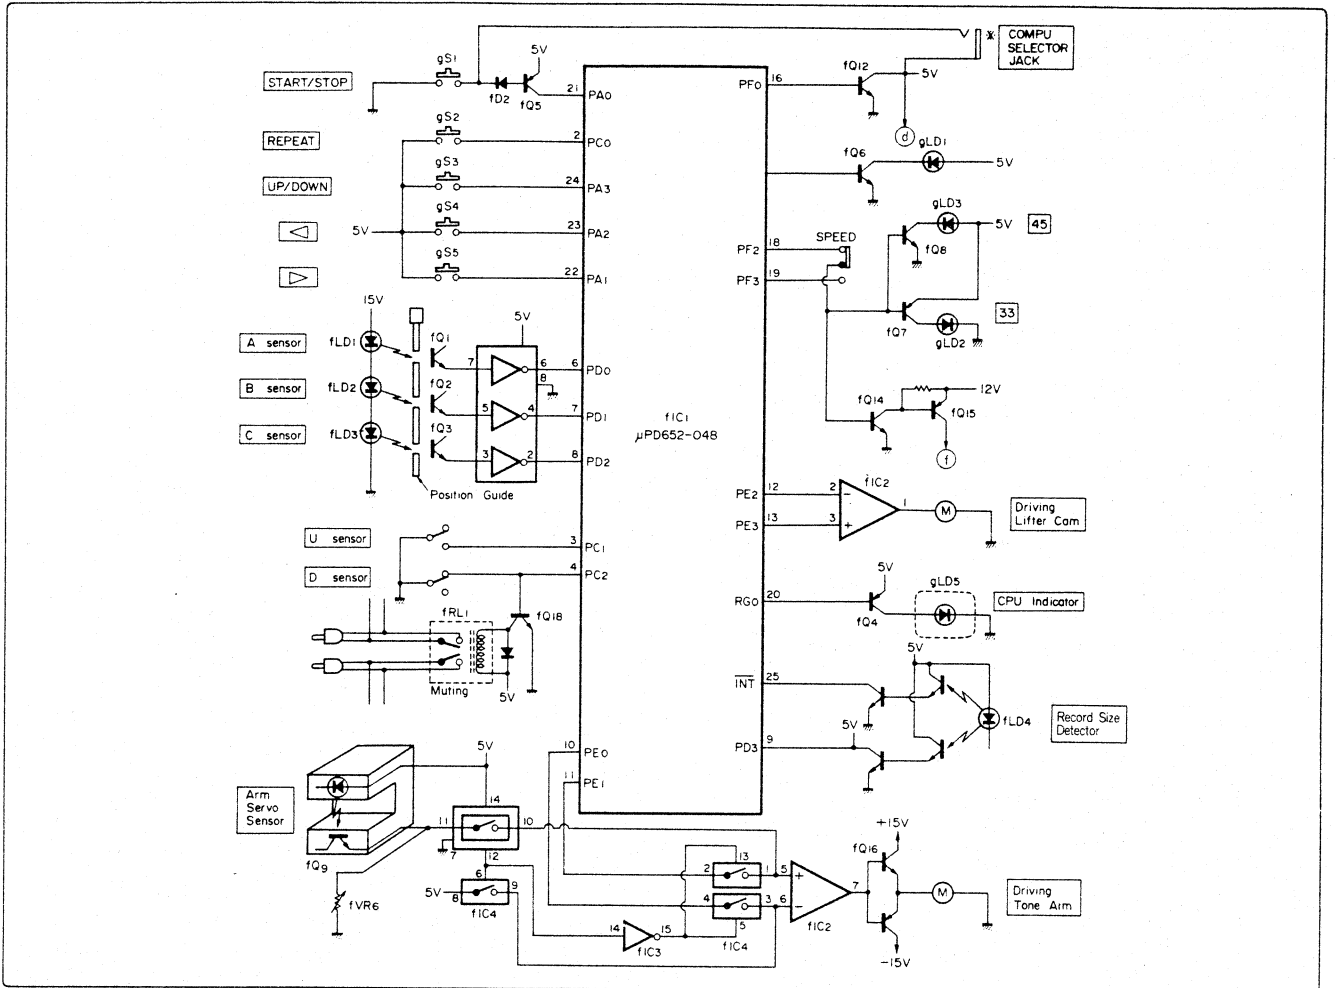 COMPU
SELECTOR
JACK
START/STOP
gS1
5V
fD2
fQ5
21
PA0
REPEAT
gS2
2
PC0
UP/DOWN
gS3
24
PA3
5V
gS4
23
PA2
gS5
22
PA1
16
PF0
fQ12
5V
d
fQ6
gLD1
5V
gLD3
5V
45
fQ8
18
PF2
SPEED
19
PF3
33
fQ7
gLD2
fQ14
12V
fQ15
f
15V
A sensor
fLD1
fQ1
5V
7
6
8
6
PD0
B sensor
fLD2
fQ2
5
4
7
PD1
C sensor
fLD3
fQ3
3
2
8
PD2
Position Guide
fIC1
μPD652-048
12
PE2
2
−
fIC2
1
M
13
PE3
3
+
Driving
Lifter Cam
U sensor
3
PC1
D sensor
4
PC2
fRL1
fQ18
Muting
5V
20
RG0
5V
fQ4
gLD5
CPU Indicator
25
INT
5V
fLD4
Record Size
Detector
9
PD3
5V
10
PE0
11
PE1
Arm
Servo
Sensor
fQ9
fVR6
5V
14
11
10
7
12
6
5V
8
9
fIC4
14
15
fIC3
13
2
1
4
3
5
fIC4
5
+
6
−
7
fIC2
+15V
fQ16
M
-15V
Driving
Tone Arm